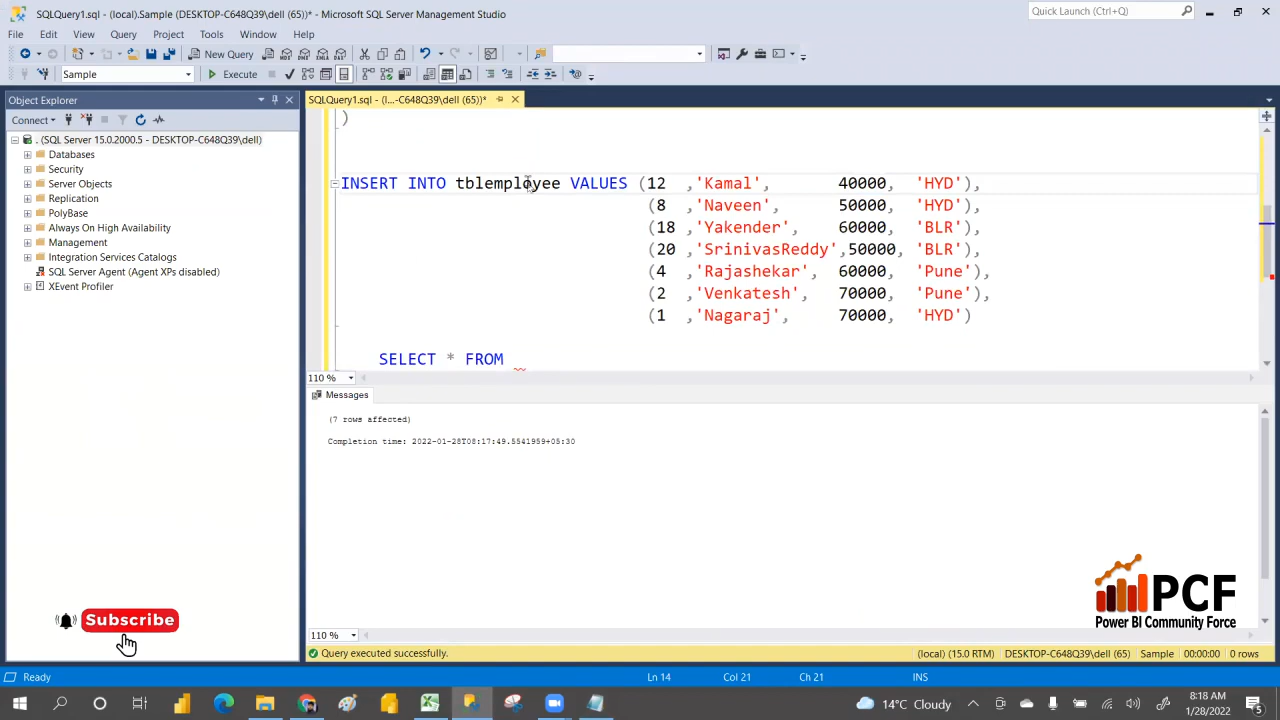 SQLQuery1.sql - (local).Sample (DESKTOP-C648Q39\dell (65))* - Microsoft SQL Server Management Studio
Quick Launch (Ctrl+Q)
File Edit View Query Project Tools Window Help
New Query
Sample
Execute
Object Explorer
SQLQuery1.sql - (l...-C648Q39\dell (65))*
Connect
. (SQL Server 15.0.2000.5 - DESKTOP-C648Q39\dell)
Databases
Security
Server Objects
Replication
PolyBase
Always On High Availability
Management
Integration Services Catalogs
SQL Server Agent (Agent XPs disabled)
XEvent Profiler
)
INSERT INTO tblemployee VALUES (12 ,'Kamal', 40000, 'HYD'),
(8 ,'Naveen', 50000, 'HYD'),
(18 ,'Yakender', 60000, 'BLR'),
(20 ,'SrinivasReddy',50000, 'BLR'),
(4 ,'Rajashekar', 60000, 'Pune'),
(2 ,'Venkatesh', 70000, 'Pune'),
(1 ,'Nagaraj', 70000, 'HYD')
SELECT * FROM
110 %
Messages
(7 rows affected)
Completion time: 2022-01-28T08:17:49.5541959+05:30
PCF
Power BI Community Force
Subscribe
110 %
Query executed successfully.
(local) (15.0 RTM) DESKTOP-C648Q39\dell (65) Sample 00:00:00 0 rows
Ready
Ln 14 Col 21 Ch 21 INS
14°C Cloudy
8:18 AM
1/28/2022
5